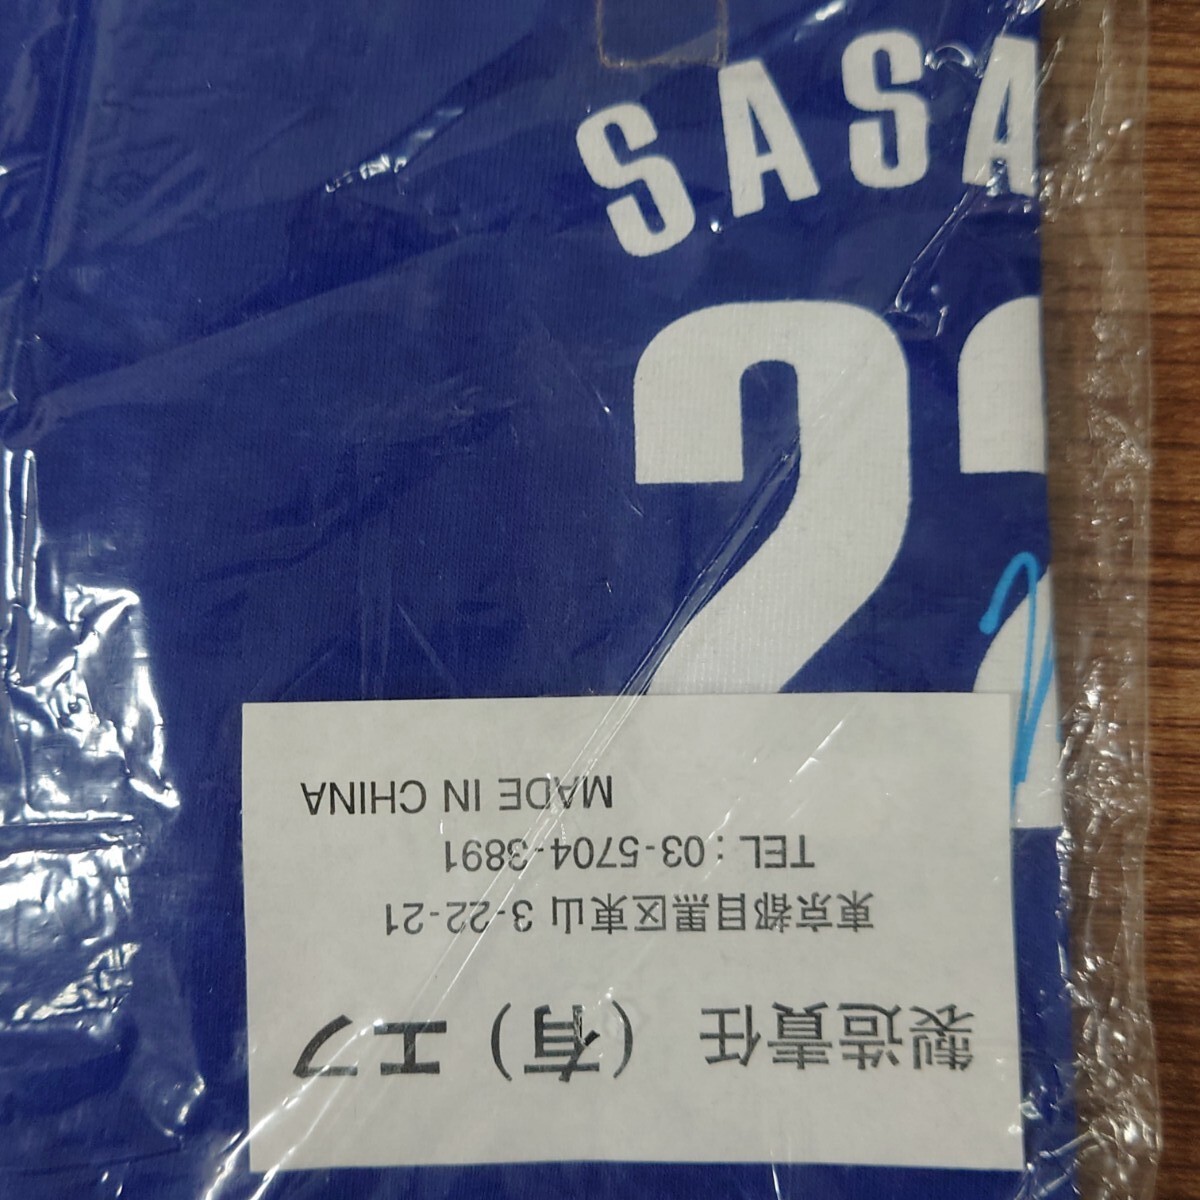 SASA
22
製造責任 (有) エフ
東京都目黒区東山 3-22-21
TEL : 03-5704-3891
MADE IN CHINA